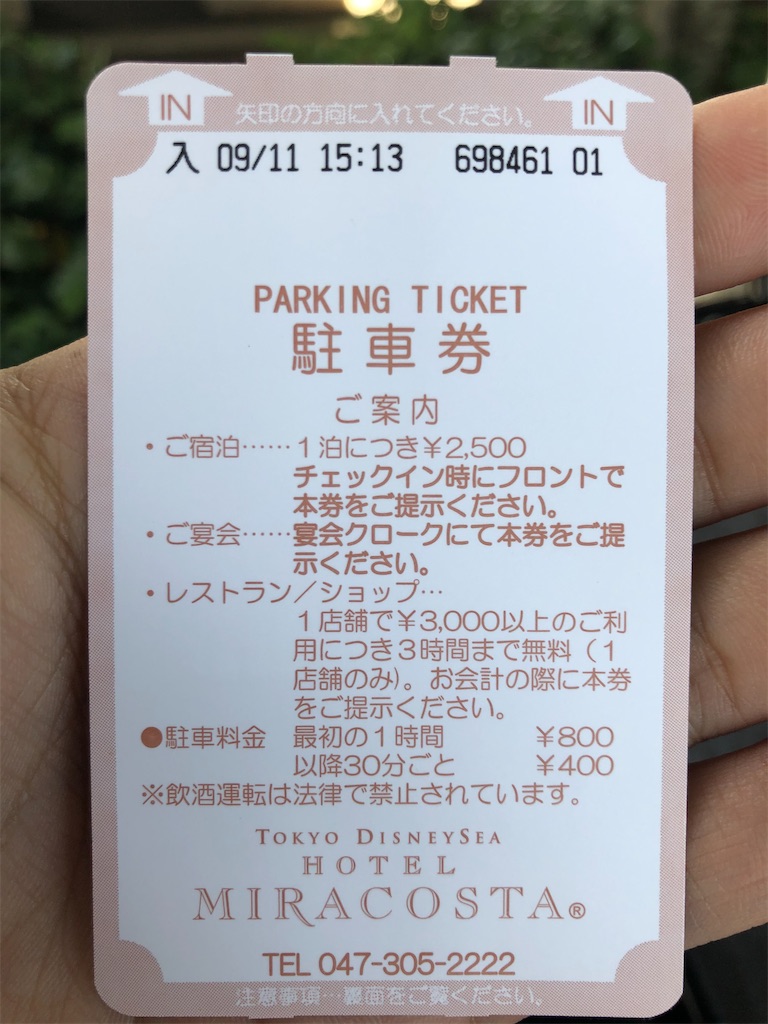 IN 矢印の方向に入れてください。 IN
入 09/11 15:13 698461 01
PARKING TICKET
駐車券
ご案内
・ご宿泊……1泊につき¥2,500
チェックイン時にフロントで
本券をご提示ください。
・ご宴会……宴会クロークにて本券をご提
示ください。
・レストラン/ショップ…
1店舗で¥3,000以上のご利
用につき3時間まで無料(1
店舗のみ)。お会計の際に本券
をご提示ください。
●駐車料金 最初の1時間 ¥800
以降30分ごと ¥400
※飲酒運転は法律で禁止されています。
TOKYO DISNEYSEA
HOTEL
MIRACOSTA®
TEL 047-305-2222
注意事項…裏面をご覧ください。